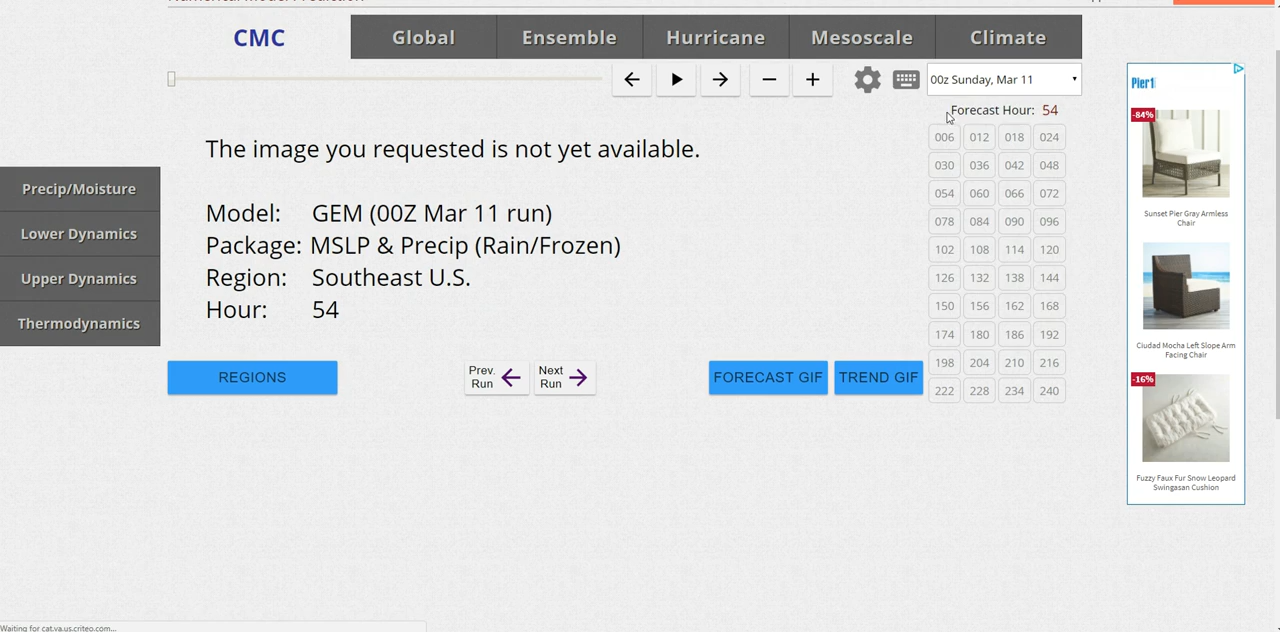 CMC
Global
Ensemble
Hurricane
Mesoscale
Climate
00z Sunday, Mar 11
Forecast Hour: 54
The image you requested is not yet available.
Model: GEM (00Z Mar 11 run)
Package: MSLP & Precip (Rain/Frozen)
Region: Southeast U.S.
Hour: 54
Precip/Moisture
Lower Dynamics
Upper Dynamics
Thermodynamics
006 012 018 024
030 036 042 048
054 060 066 072
078 084 090 096
102 108 114 120
126 132 138 144
150 156 162 168
174 180 186 192
198 204 210 216
222 228 234 240
REGIONS
Prev.
Run
Next
Run
FORECAST GIF
TREND GIF
Pier1
-84%
Sunset Pier Gray Armless
Chair
Ciudad Mocha Left Slope Arm
Facing Chair
-16%
Fuzzy Faux Fur Snow Leopard
Swingasan Cushion
Waiting for cat.va.us.criteo.com...